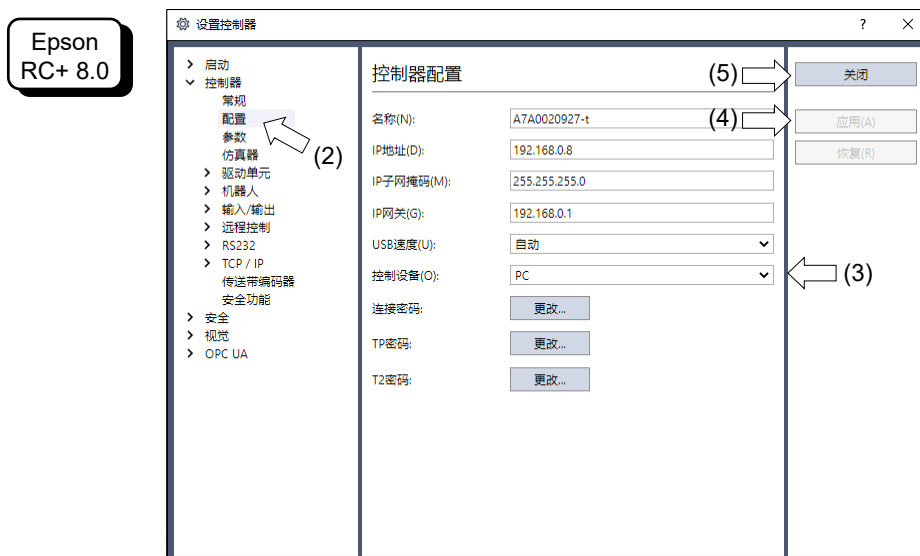 Epson
RC+ 8.0
设置控制器
?
启动
控制器
常规
配置
参数
仿真器
驱动单元
机器人
输入/输出
远程控制
RS232
TCP / IP
传送带编码器
安全功能
安全
视觉
OPC UA
(2)
控制器配置
名称(N): A7A0020927-t
IP地址(D): 192.168.0.8
IP子网掩码(M): 255.255.255.0
IP网关(G): 192.168.0.1
USB速度(U): 自动
控制设备(O): PC
(3)
连接密码: 更改...
TP密码: 更改...
T2密码: 更改...
(5)
关闭
(4)
应用(A)
恢复(R)